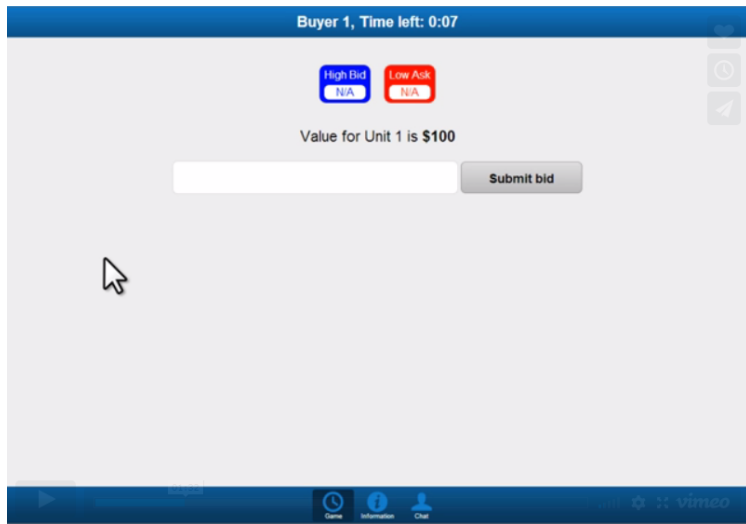 Buyer 1, Time left: 0:07
High Bid
N/A
Low Ask
N/A
Value for Unit 1 is $100
Submit bid
Game
Information
Chat
vimeo